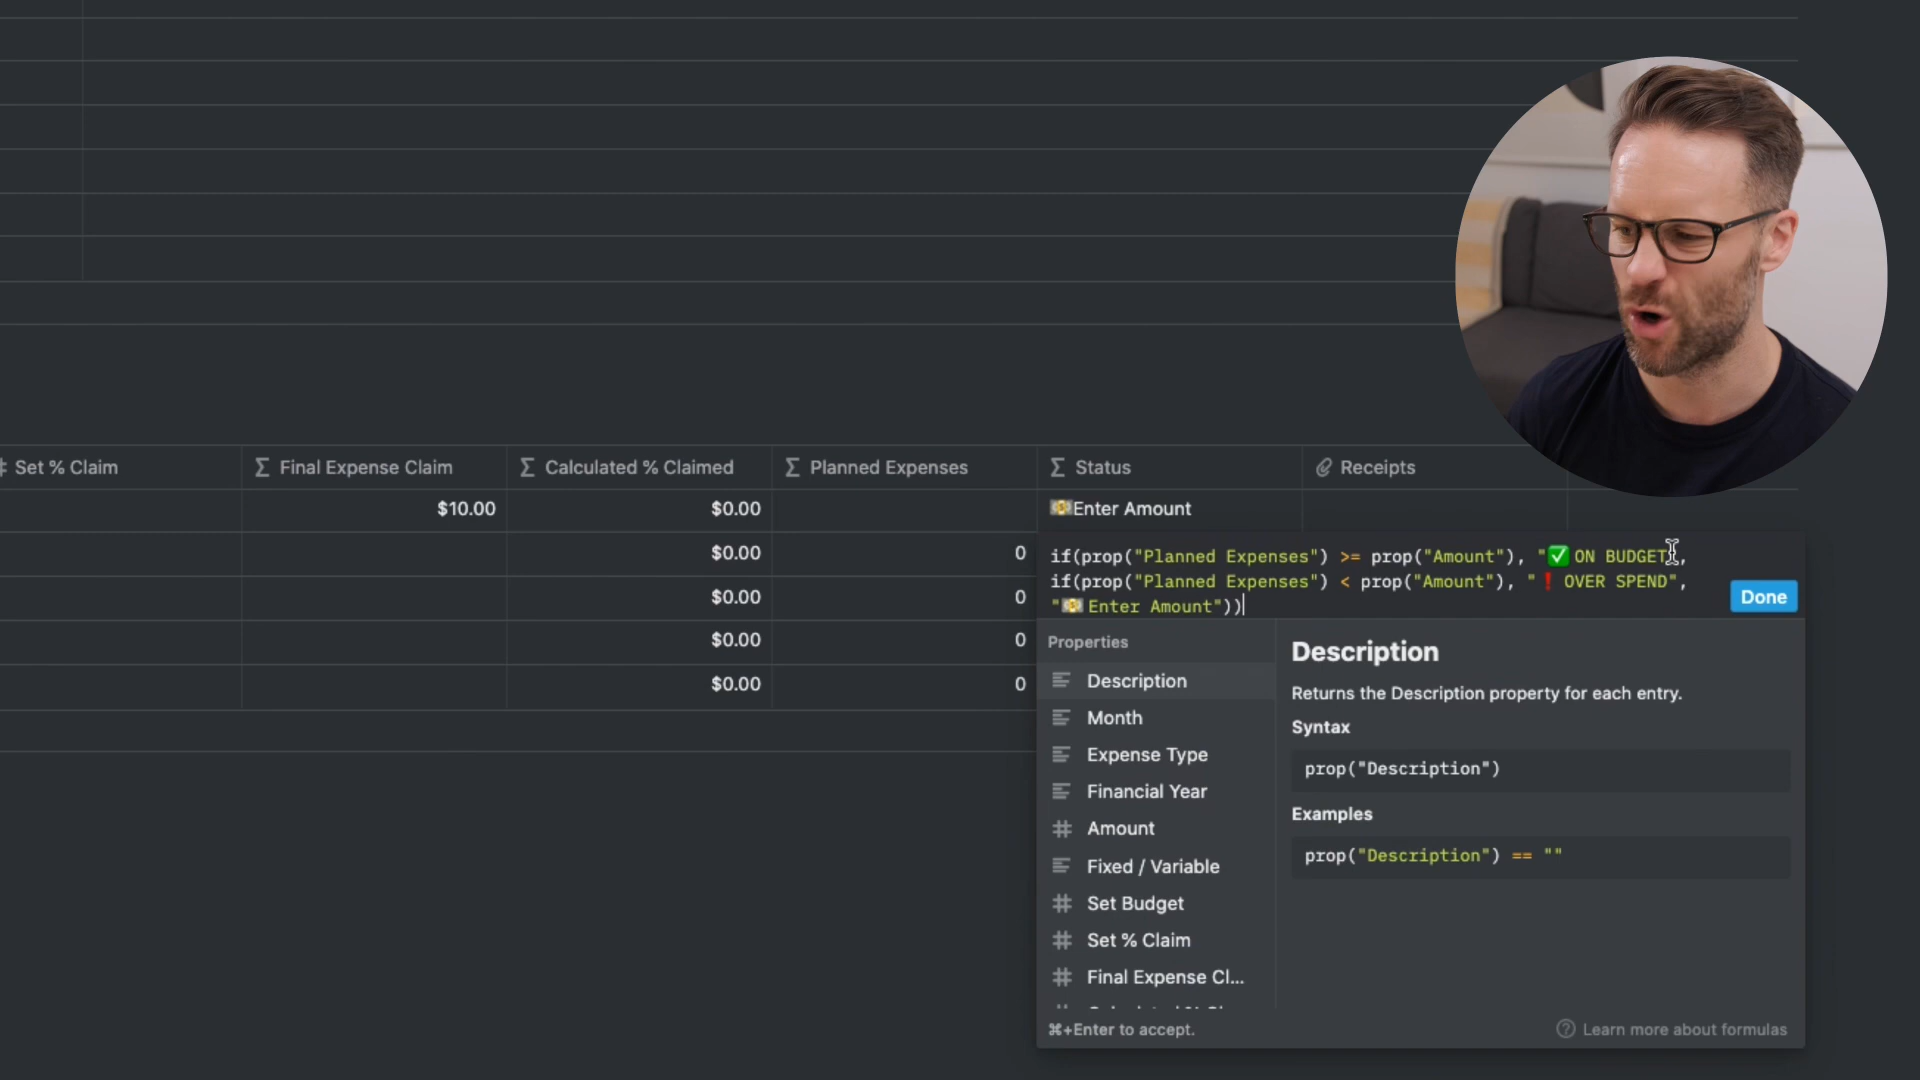 Set % Claim
Final Expense Claim
Calculated % Claimed
Planned Expenses
Status
Receipts
$10.00
$0.00
💵Enter Amount
$0.00
0
$0.00
0
$0.00
0
$0.00
0
if(prop("Planned Expenses") >= prop("Amount"), "✅ ON BUDGET",
if(prop("Planned Expenses") < prop("Amount"), "❗ OVER SPEND",
"💵 Enter Amount"))
Done
Properties
Description
Month
Expense Type
Financial Year
Amount
Fixed / Variable
Set Budget
Set % Claim
Final Expense Cl...
Description
Returns the Description property for each entry.
Syntax
prop("Description")
Examples
prop("Description") == ""
⌘+Enter to accept.
Learn more about formulas